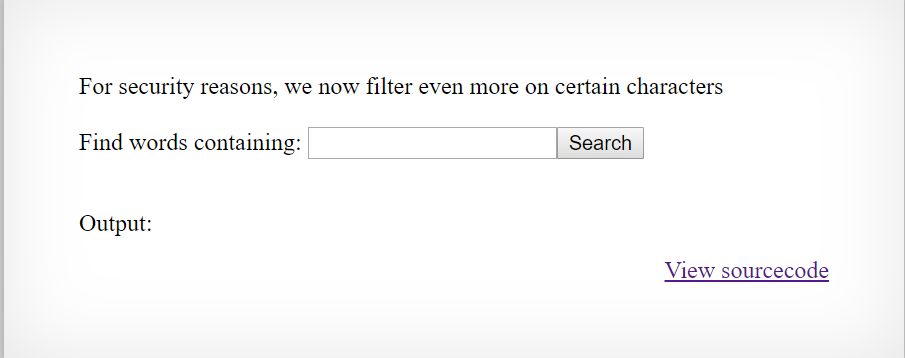 For security reasons, we now filter even more on certain characters
Find words containing: Search
Output:
View sourcecode